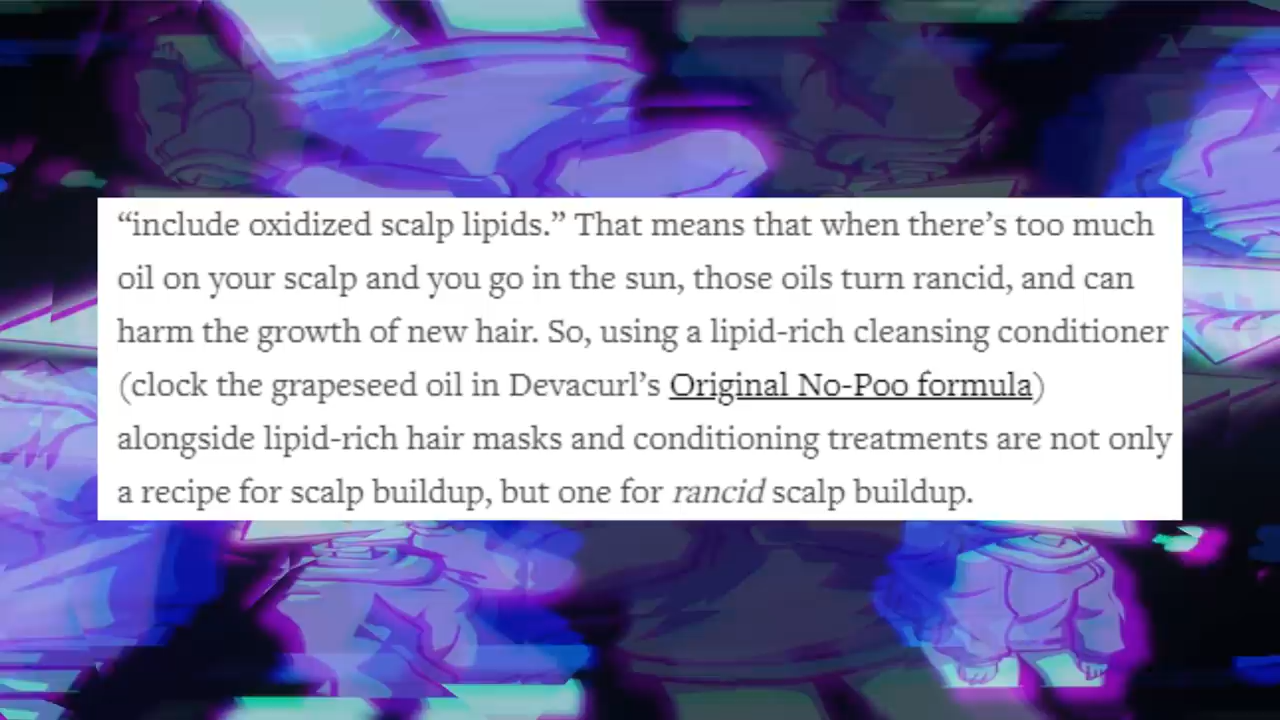 “include oxidized scalp lipids.” That means that when there’s too much
oil on your scalp and you go in the sun, those oils turn rancid, and can
harm the growth of new hair. So, using a lipid-rich cleansing conditioner
(clock the grapeseed oil in Devacurl’s Original No-Poo formula)
alongside lipid-rich hair masks and conditioning treatments are not only
a recipe for scalp buildup, but one for rancid scalp buildup.